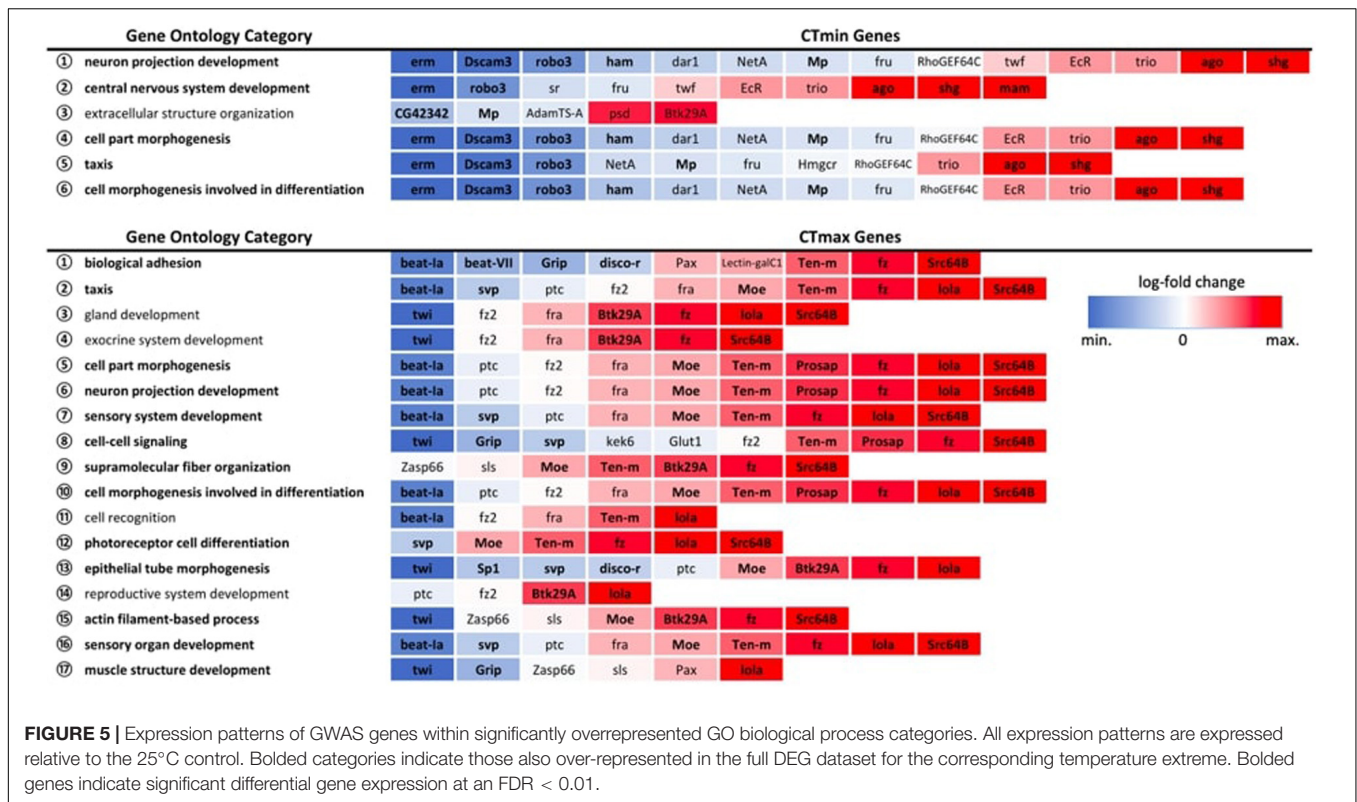 Gene Ontology Category CTmin Genes
① neuron projection development erm Dscam3 robo3 ham dar1 NetA Mp fru RhoGEF64C twf EcR trio ago shg
② central nervous system development erm robo3 sr fru twf EcR trio ago shg mam
③ extracellular structure organization CG42342 Mp AdamTS-A psd Btk29A
④ cell part morphogenesis erm Dscam3 robo3 ham dar1 NetA Mp fru RhoGEF64C EcR trio ago shg
⑤ taxis erm Dscam3 robo3 NetA Mp fru Hmgcr RhoGEF64C trio ago shg
⑥ cell morphogenesis involved in differentiation erm Dscam3 robo3 ham dar1 NetA Mp fru RhoGEF64C EcR trio ago shg
Gene Ontology Category CTmax Genes
① biological adhesion beat-Ia beat-VII Grip disco-r Pax Lectin-galC1 Ten-m fz Src64B
② taxis beat-Ia svp ptc fz2 fra Moe Ten-m fz lola Src64B
③ gland development twi fz2 fra Btk29A fz lola Src64B
④ exocrine system development twi fz2 fra Btk29A fz Src64B
⑤ cell part morphogenesis beat-Ia ptc fz2 fra Moe Ten-m Prosap fz lola Src64B
⑥ neuron projection development beat-Ia ptc fz2 fra Moe Ten-m Prosap fz lola Src64B
⑦ sensory system development beat-Ia svp ptc fra Moe Ten-m fz lola Src64B
⑧ cell-cell signaling twi Grip svp kek6 Glut1 fz2 Ten-m Prosap fz Src64B
⑨ supramolecular fiber organization Zasp66 sls Moe Ten-m Btk29A fz Src64B
⑩ cell morphogenesis involved in differentiation beat-Ia ptc fz2 fra Moe Ten-m Prosap fz lola Src64B
⑪ cell recognition beat-Ia fz2 fra Ten-m lola
⑫ photoreceptor cell differentiation svp Moe Ten-m fz lola Src64B
⑬ epithelial tube morphogenesis twi Sp1 svp disco-r ptc Moe Btk29A fz lola
⑭ reproductive system development ptc fz2 Btk29A lola
⑮ actin filament-based process twi Zasp66 sls Moe Btk29A fz Src64B
⑯ sensory organ development beat-Ia svp ptc fra Moe Ten-m fz lola Src64B
⑰ muscle structure development twi Grip Zasp66 sls Pax lola
log-fold change
min. 0 max.
FIGURE 5 | Expression patterns of GWAS genes within significantly overrepresented GO biological process categories. All expression patterns are expressed
relative to the 25°C control. Bolded categories indicate those also over-represented in the full DEG dataset for the corresponding temperature extreme. Bolded
genes indicate significant differential gene expression at an FDR < 0.01.